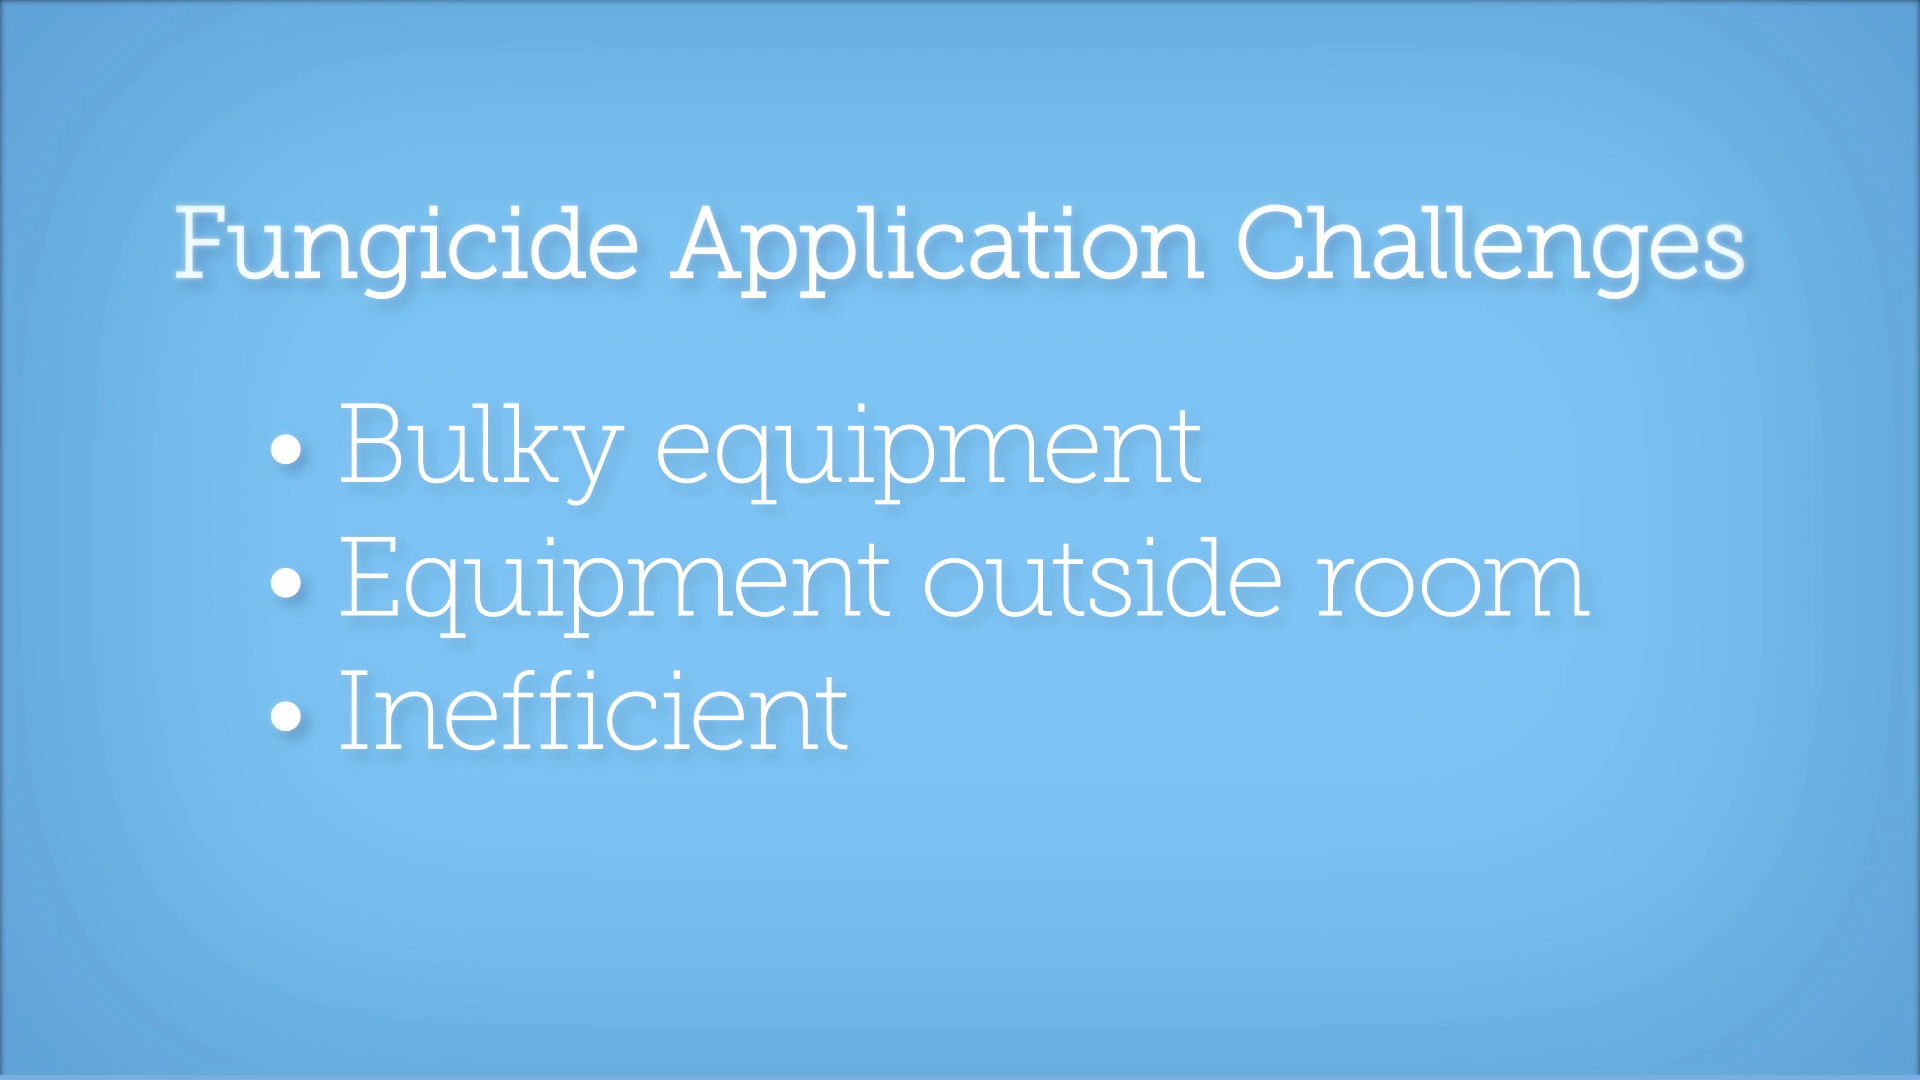 Fungicide Application Challenges
• Bulky equipment
• Equipment outside room
• Inefficient